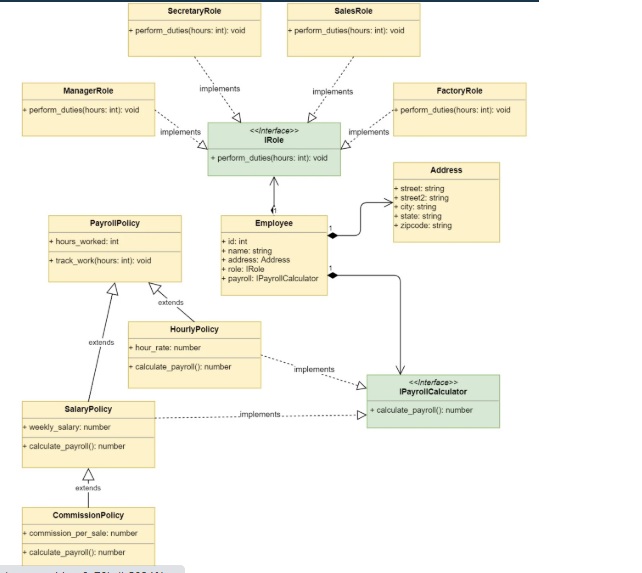 SecretaryRole
+ perform_duties(hours: int): void
SalesRole
+ perform_duties(hours: int): void
implements
implements
ManagerRole
+ perform_duties(hours: int): void
FactoryRole
+ perform_duties(hours: int): void
implements
implements
<<Interface>>
IRole
+ perform_duties(hours: int): void
Address
+ street: string
+ street2: string
+ city: string
+ state: string
+ zipcode: string
1
PayrollPolicy
+ hours_worked: int
+ track_work(hours: int): void
Employee
+ id: int
+ name: string
+ address: Address
+ role: IRole
+ payroll: IPayrollCalculator
1
1
extends
extends
HourlyPolicy
+ hour_rate: number
+ calculate_payroll(): number
implements
<<Interface>>
IPayrollCalculator
+ calculate_payroll(): number
SalaryPolicy
+ weekly_salary: number
+ calculate_payroll(): number
implements
extends
CommissionPolicy
+ commission_per_sale: number
+ calculate_payroll(): number